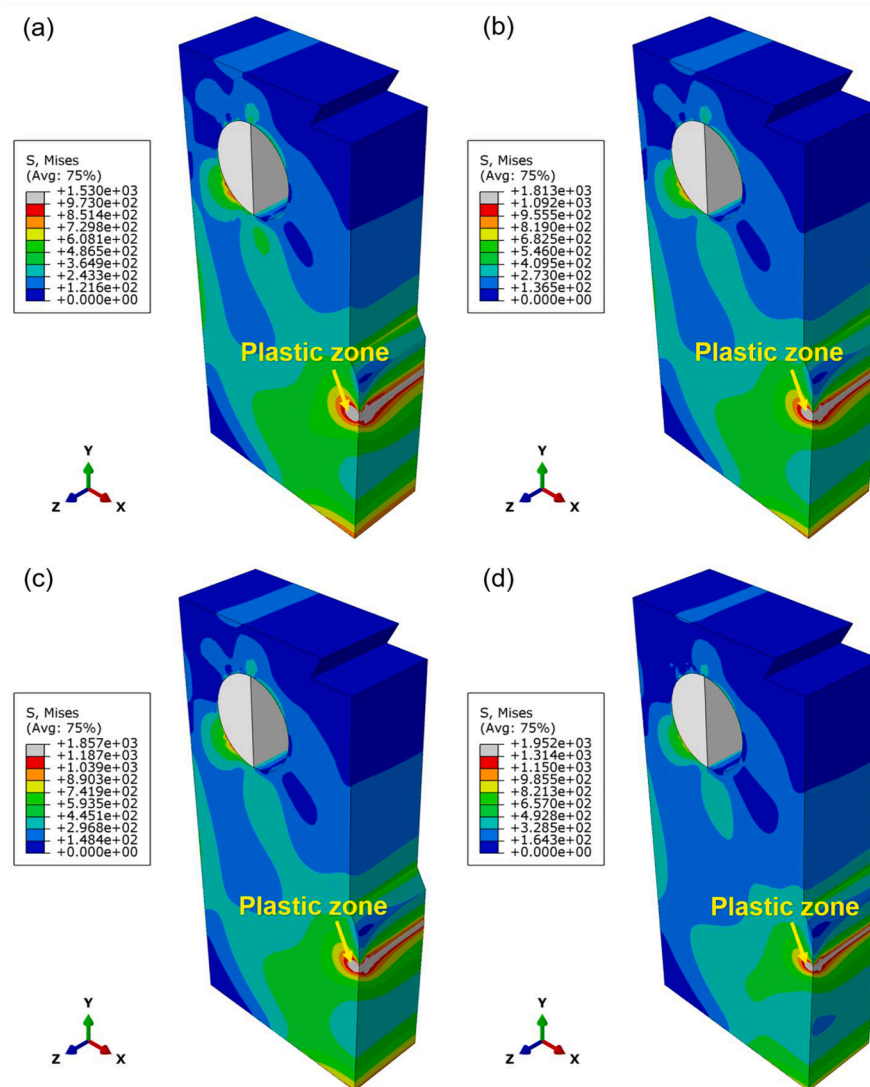 (a)
S, Mises
(Avg: 75%)
+1.530e+03
+9.730e+02
+8.514e+02
+7.298e+02
+6.081e+02
+4.865e+02
+3.649e+02
+2.433e+02
+1.216e+02
+0.000e+00
Plastic zone
Y
Z
X
(b)
S, Mises
(Avg: 75%)
+1.813e+03
+1.092e+03
+9.555e+02
+8.190e+02
+6.825e+02
+5.460e+02
+4.095e+02
+2.730e+02
+1.365e+02
+0.000e+00
Plastic zone
Y
Z
X
(c)
S, Mises
(Avg: 75%)
+1.857e+03
+1.187e+03
+1.039e+03
+8.903e+02
+7.419e+02
+5.935e+02
+4.451e+02
+2.968e+02
+1.484e+02
+0.000e+00
Plastic zone
Y
Z
X
(d)
S, Mises
(Avg: 75%)
+1.952e+03
+1.314e+03
+1.150e+03
+9.855e+02
+8.213e+02
+6.570e+02
+4.928e+02
+3.285e+02
+1.643e+02
+0.000e+00
Plastic zone
Y
Z
X